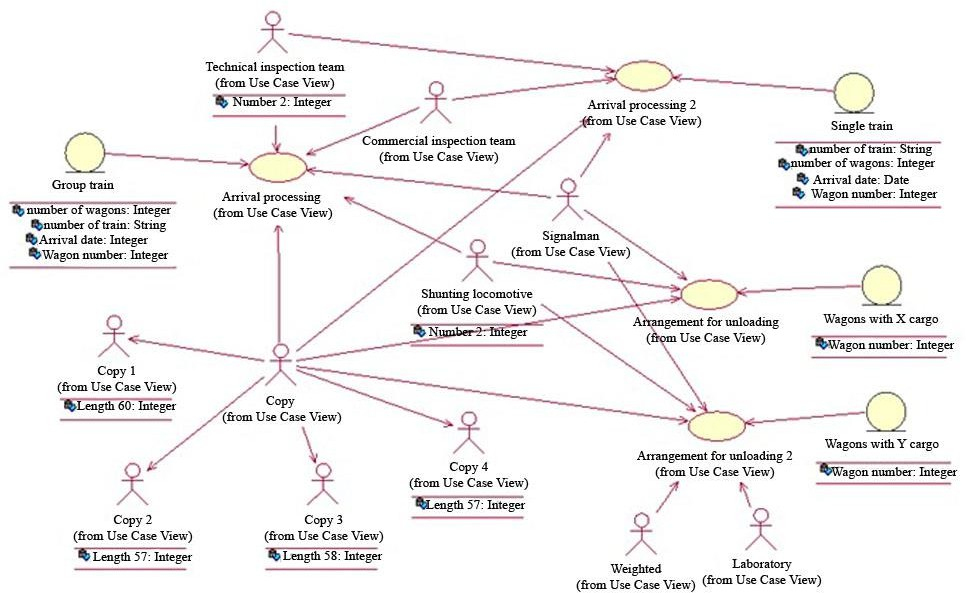 Technical inspection team
(from Use Case View)
Number 2: Integer
Commercial inspection team
(from Use Case View)
Arrival processing 2
(from Use Case View)
Single train
number of train: String
number of wagons: Integer
Arrival date: Date
Wagon number: Integer
Group train
number of wagons: Integer
number of train: String
Arrival date: Integer
Wagon number: Integer
Arrival processing
(from Use Case View)
Signalman
(from Use Case View)
Shunting locomotive
(from Use Case View)
Number 2: Integer
Arrangement for unloading
(from Use Case View)
Wagons with X cargo
Wagon number: Integer
Copy 1
(from Use Case View)
Length 60: Integer
Copy
(from Use Case View)
Copy 4
(from Use Case View)
Length 57: Integer
Arrangement for unloading 2
(from Use Case View)
Wagons with Y cargo
Wagon number: Integer
Copy 2
(from Use Case View)
Length 57: Integer
Copy 3
(from Use Case View)
Length 58: Integer
Weighted
(from Use Case View)
Laboratory
(from Use Case View)